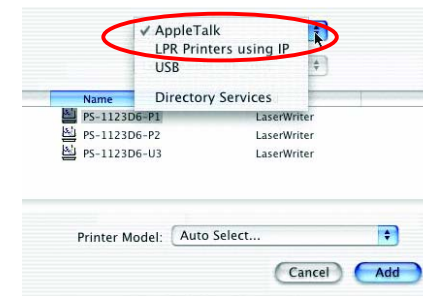 ✓ AppleTalk
LPR Printers using IP
USB
Directory Services
Name
PS-1123D6-P1 LaserWriter
PS-1123D6-P2 LaserWriter
PS-1123D6-U3 LaserWriter
Printer Model: Auto Select...
Cancel Add